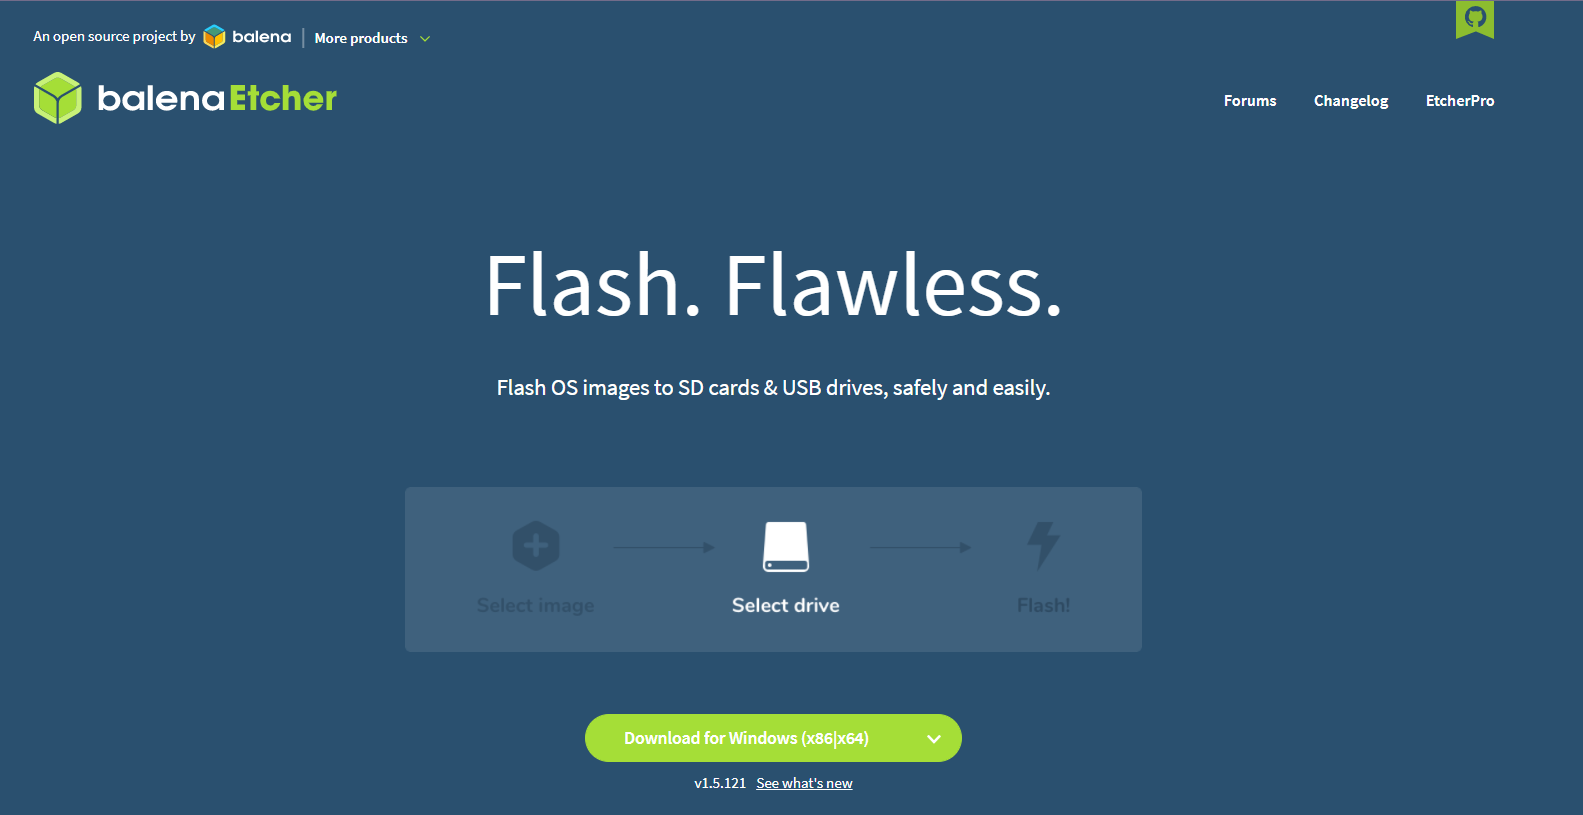 An open source project by balena | More products
balenaEtcher
Forums Changelog EtcherPro
Flash. Flawless.
Flash OS images to SD cards & USB drives, safely and easily.
Select image Select drive Flash!
Download for Windows (x86|x64)
v1.5.121 See what's new